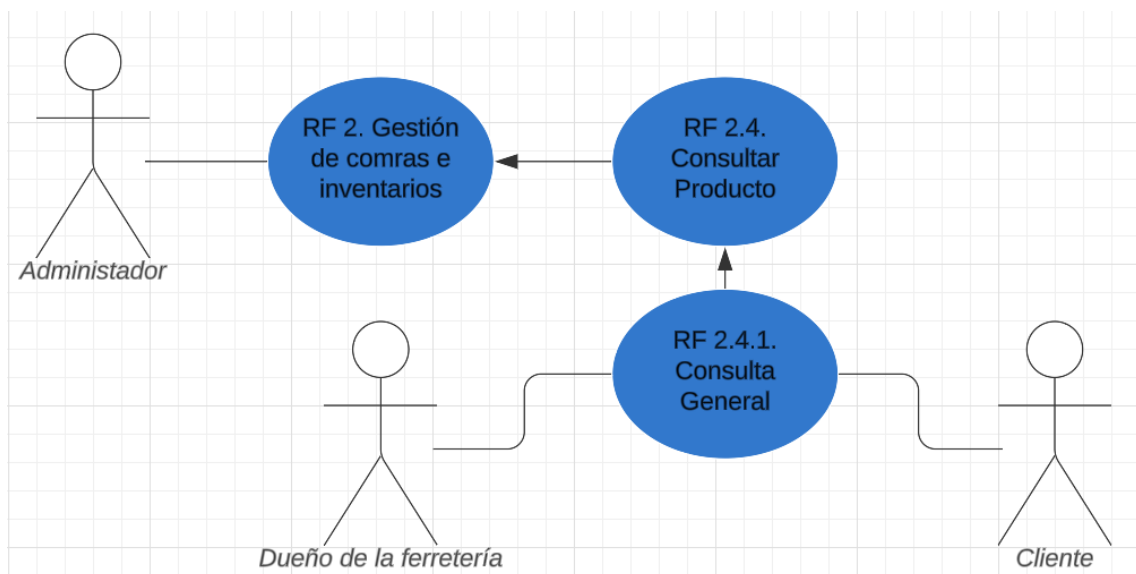 RF 2. Gestión
de comras e
inventarios
RF 2.4.
Consultar
Producto
Administador
RF 2.4.1.
Consulta
General
Dueño de la ferretería
Cliente